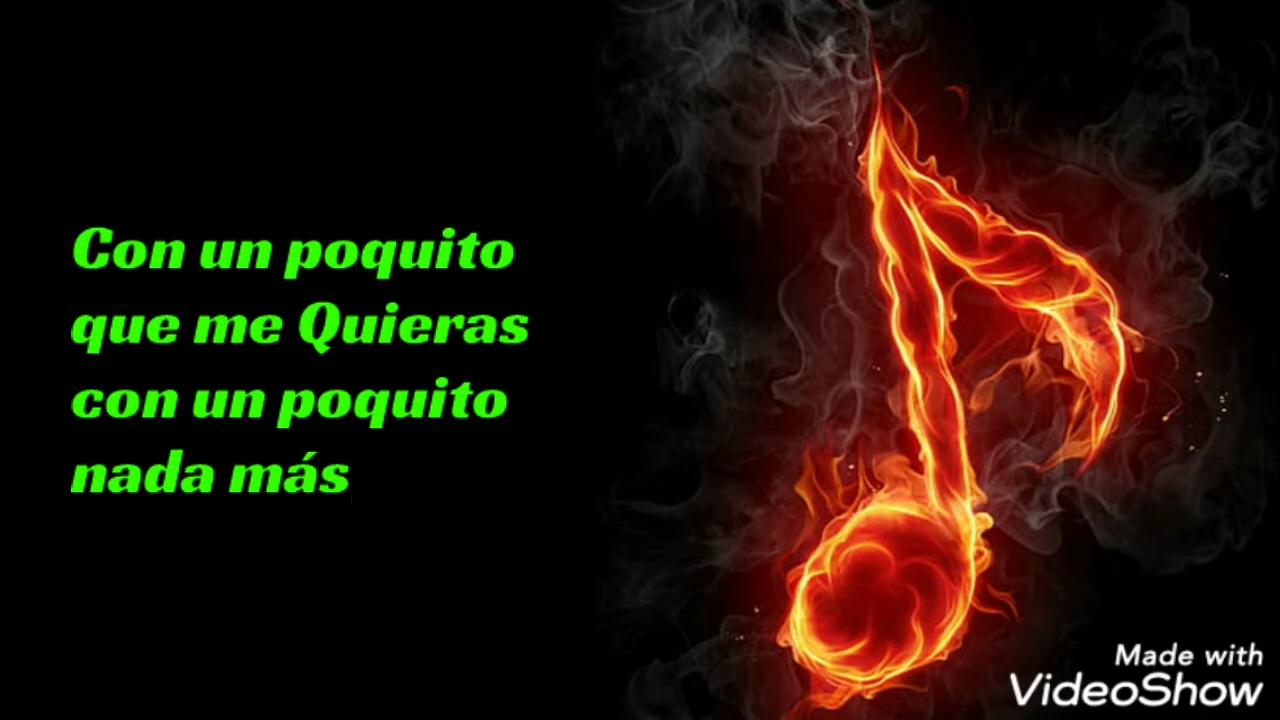 Con un poquito
que me Quieras
con un poquito
nada más
Made with
VideoShow